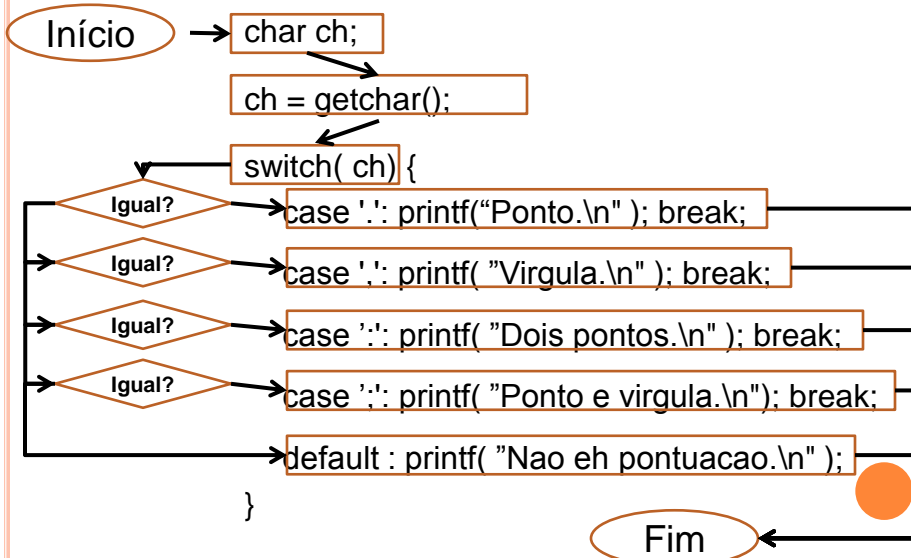 Início
char ch;
ch = getchar();
switch( ch) {
Igual?
case '.': printf(“Ponto.\n" ); break;
Igual?
case ',': printf( ”Virgula.\n" ); break;
Igual?
case ’:': printf( ”Dois pontos.\n" ); break;
Igual?
case ’;': printf( ”Ponto e virgula.\n"); break;
default : printf( ”Nao eh pontuacao.\n" );
}
Fim